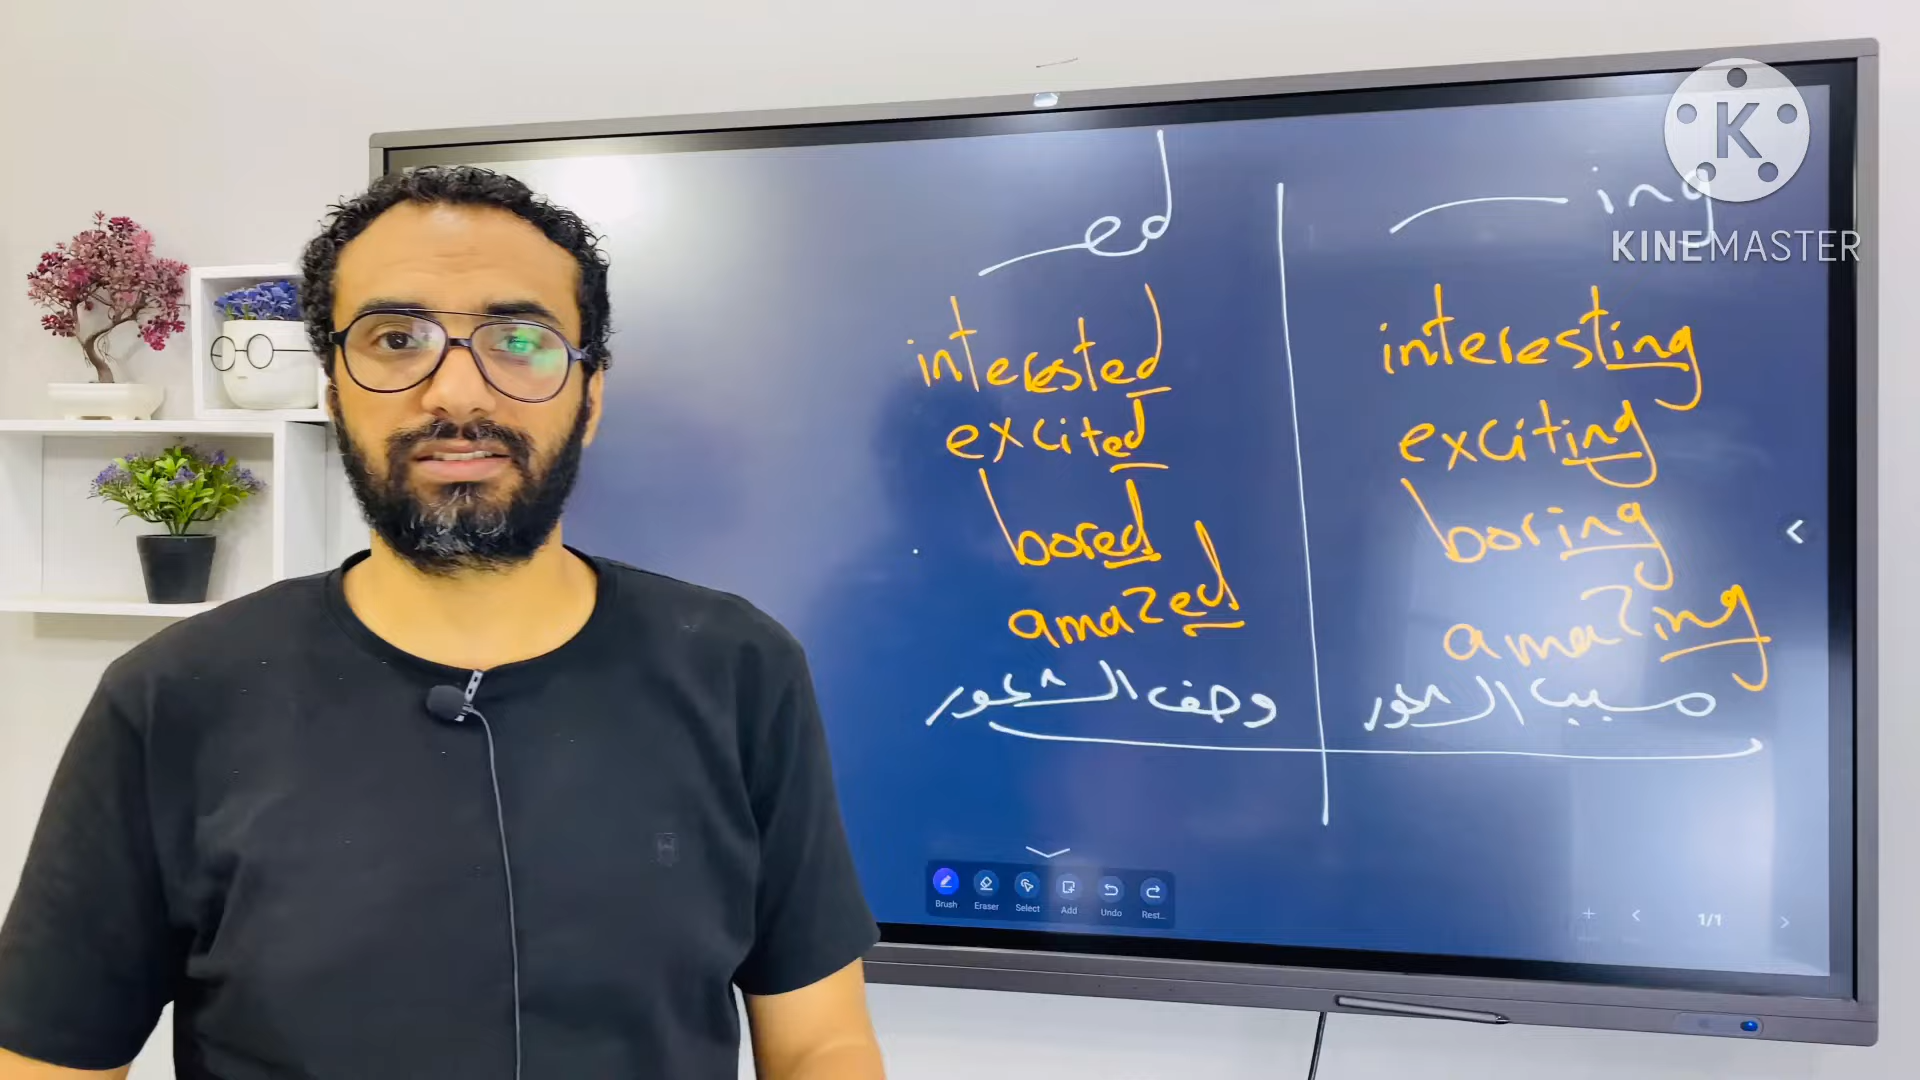 K
KINEMASTER
ed
ing
interested
interesting
excited
exciting
bored
boring
amazed
amazing
وصف الشعور
مسبب الشعور
Brush
Eraser
Select
Add
Undo
Rest...
1/1